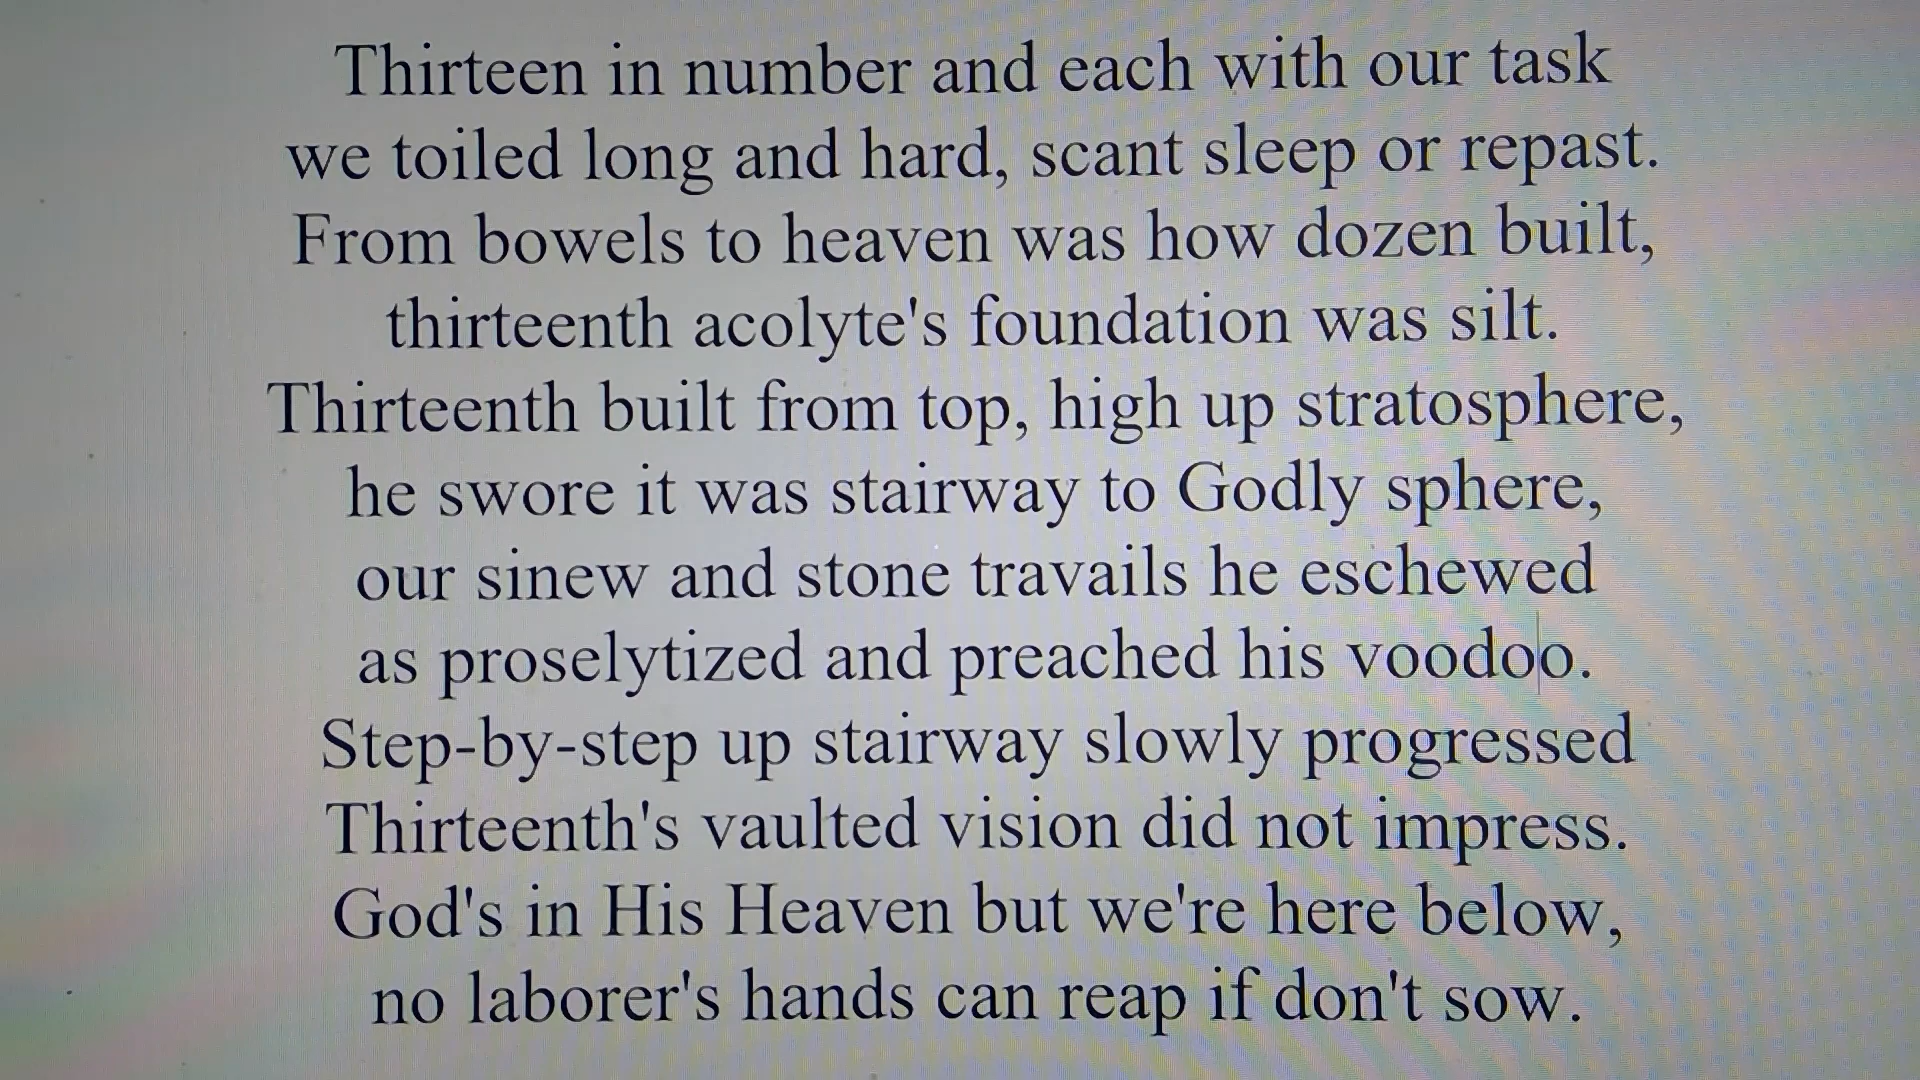 Thirteen in number and each with our task
we toiled long and hard, scant sleep or repast.
From bowels to heaven was how dozen built,
thirteenth acolyte's foundation was silt.
Thirteenth built from top, high up stratosphere,
he swore it was stairway to Godly sphere,
our sinew and stone travails he eschewed
as proselytized and preached his voodoo.
Step-by-step up stairway slowly progressed
Thirteenth's vaulted vision did not impress.
God's in His Heaven but we're here below,
no laborer's hands can reap if don't sow.